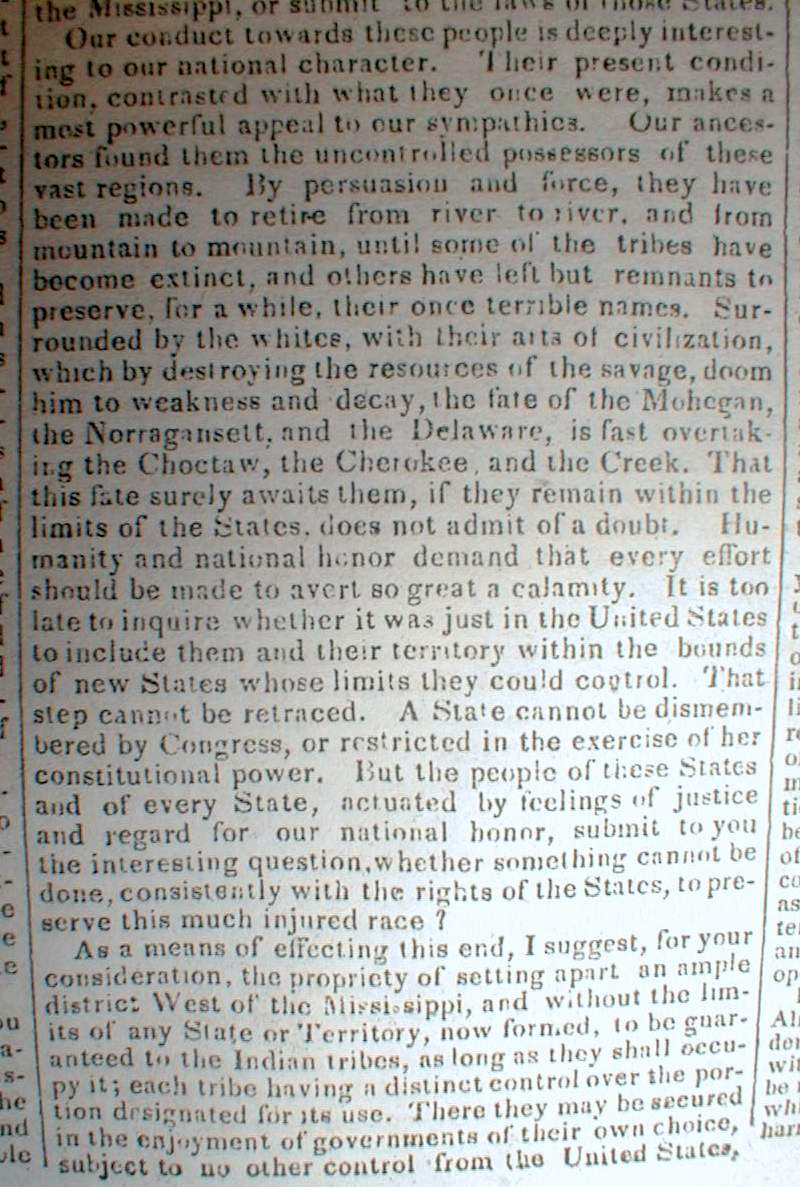 the Mississippi, or submit to the laws of those States.
Our conduct towards these people is deeply interest-
ing to our national character. Their present condi-
tion, contrasted with what they once were, makes a
most powerful appeal to our sympathies. Our ances-
tors found them the uncontrolled possessors of these
vast regions. By persuasion and force, they have
been made to retire from river to river, and from
mountain to mountain, until some of the tribes have
become extinct, and others have left but remnants to
preserve, for a while, their once terrible names. Sur-
rounded by the whites, with their arts of civilization,
which by destroying the resources of the savage, doom
him to weakness and decay, the fate of the Mohegan,
the Norragansett, and the Delaware, is fast overtak-
ing the Choctaw, the Cherokee, and the Creek. That
this fate surely awaits them, if they remain within the
limits of the States, does not admit of a doubt. Hu-
manity and national honor demand that every effort
should be made to avert so great a calamity. It is too
late to inquire whether it was just in the United States
to include them and their territory within the bounds
of new States whose limits they could control. That
step cannot be retraced. A State cannot be dismem-
bered by Congress, or restricted in the exercise of her
constitutional power. But the people of these States
and of every State, actuated by feelings of justice
and regard for our national honor, submit to you
the interesting question, whether something cannot be
done, consistently with the rights of the States, to pre-
serve this much injured race ?
As a means of effecting this end, I suggest, for your
consideration, the propriety of setting apart an ample
district West of the Mississippi, and without the lim-
its of any State or Territory, now formed, to be guar-
anteed to the Indian tribes, as long as they shall occu-
py it; each tribe having a distinct control over the por-
tion designated for its use. There they may be secured
in the enjoyment of governments of their own choice,
subject to no other control from the United States,